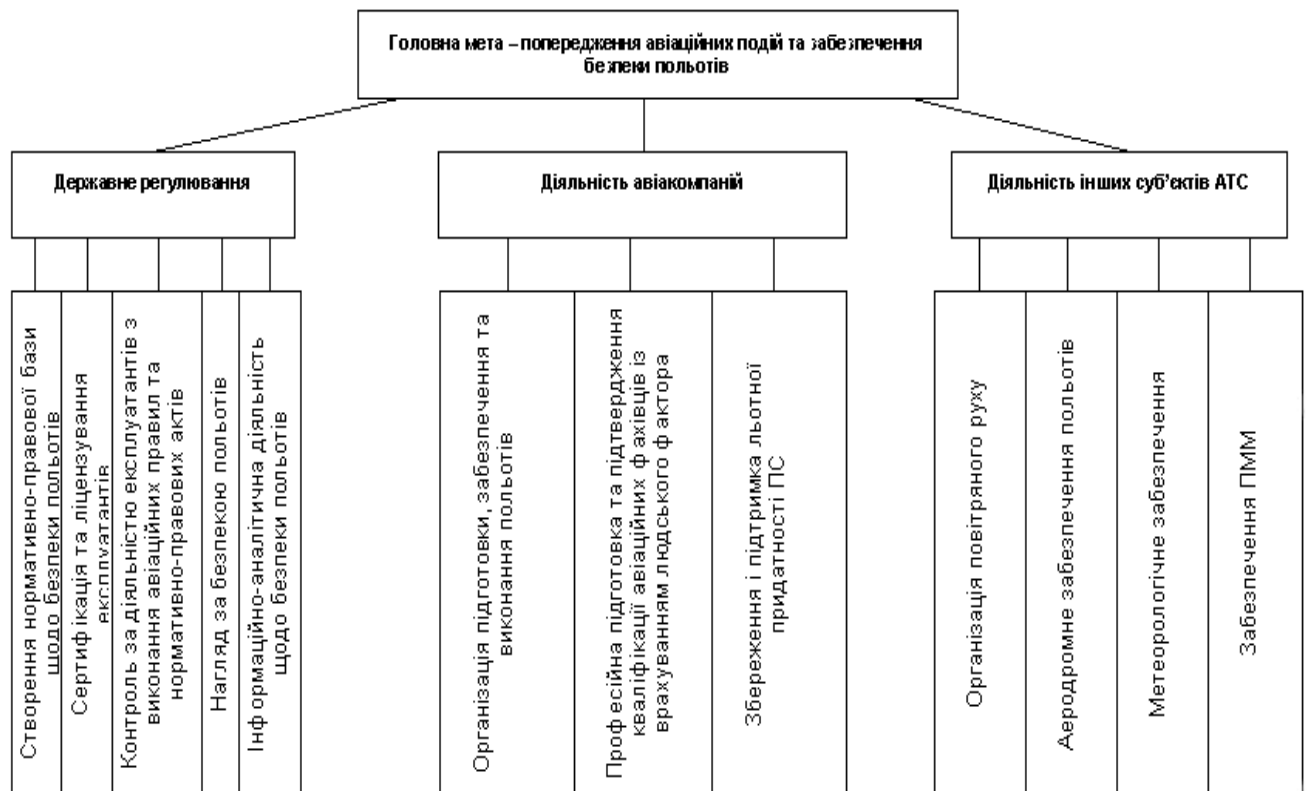 Головна мета – попередження авіаційних подій та забезпечення
безпеки польотів
Державне регулювання
Діяльність авіакомпаній
Діяльність інших суб'єктів АТС
Створення нормативно-правової бази
щодо безпеки польотів
Сертифікація та ліцензування
експлуатантів
Контроль за діяльністю експлуатантів з
виконання авіаційних правил та
нормативно-правових актів
Нагляд за безпекою польотів
Інформаційно-аналітична діяльність
щодо безпеки польотів
Організація підготовки, забезпечення та
виконання польотів
Професійна підготовка та підтвердження
кваліфікації авіаційних фахівців із
врахуванням людського фактора
Збереження і підтримка льотної
придатності ПС
Організація повітряного руху
Аеродромне забезпечення польотів
Метеорологічне забезпечення
Забезпечення ПММ